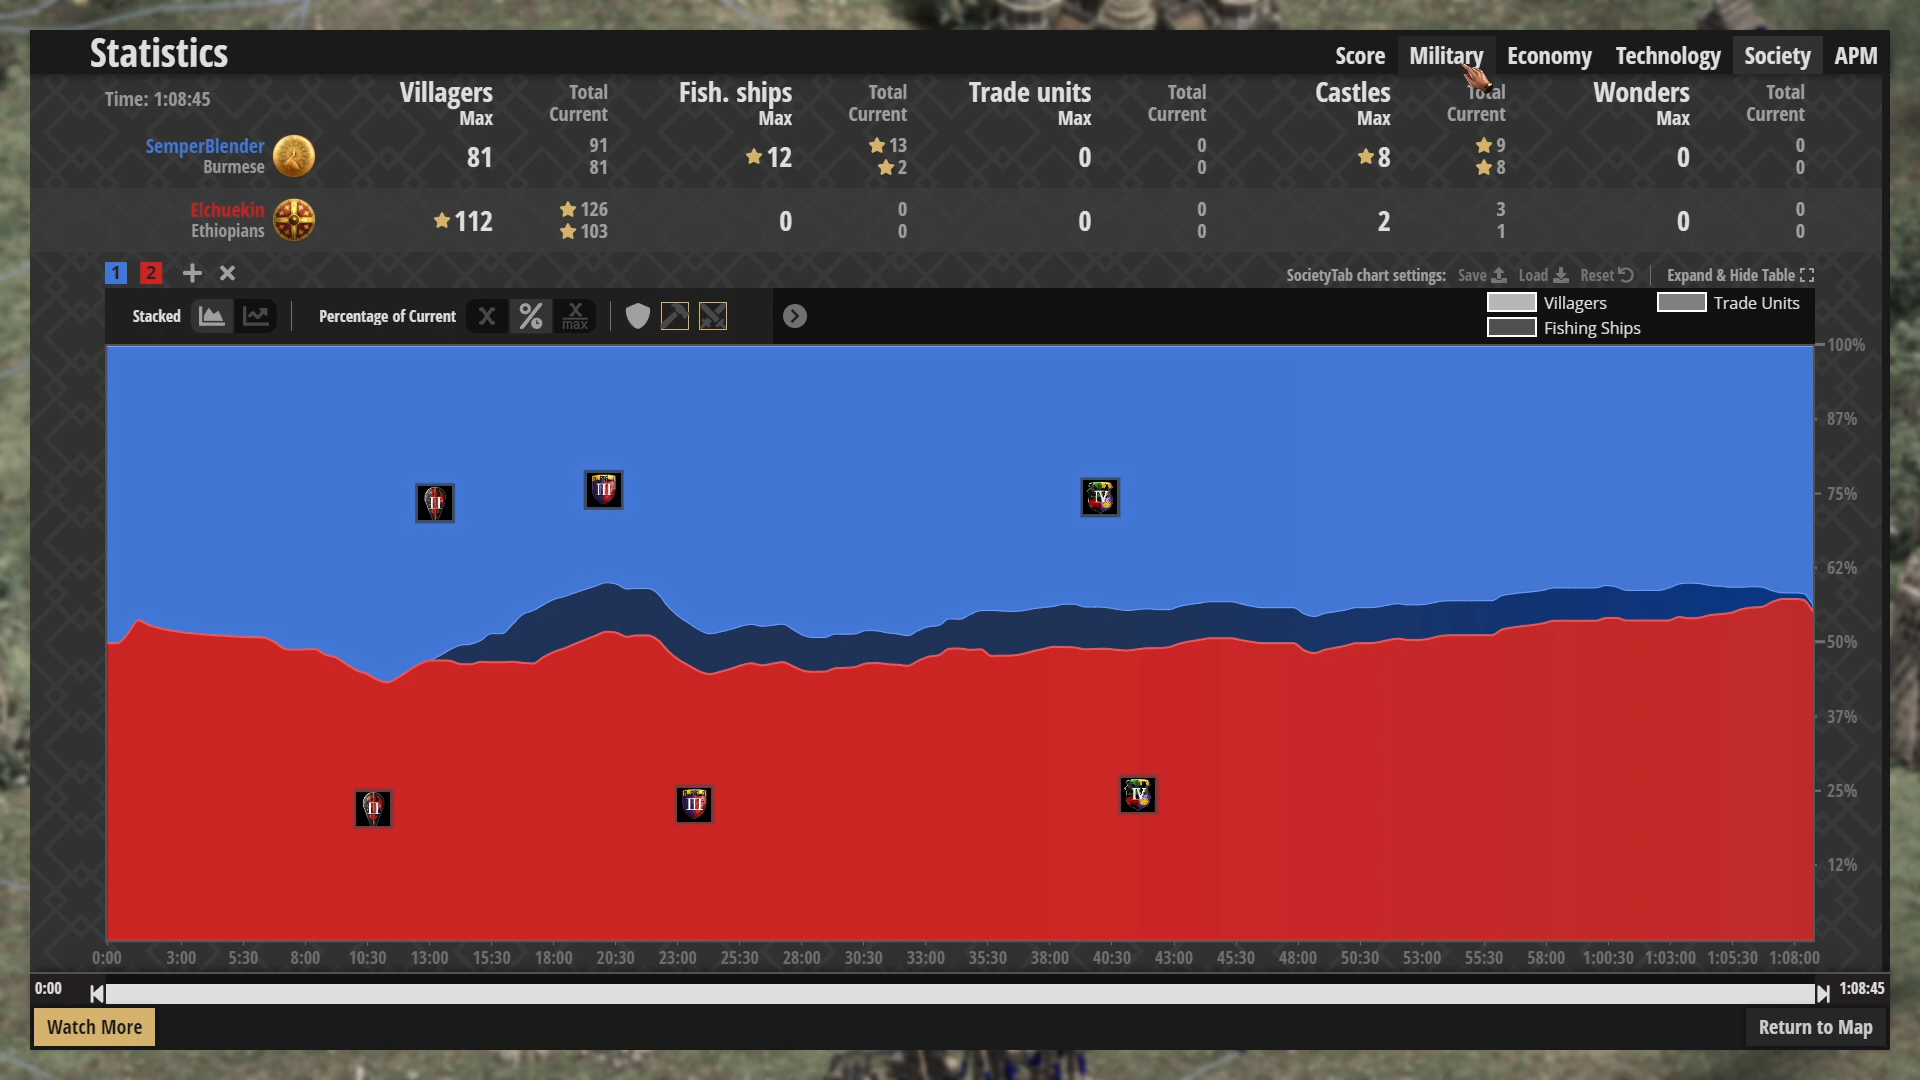 Statistics
Score Military Economy Technology Society APM
Time: 1:08:45
Villagers Max Total Current
Fish. ships Max Total Current
Trade units Max Total Current
Castles Max Total Current
Wonders Max Total Current
SemperBlender
Burmese
81 91 81 12 13 2 0 0 0 8 9 8 0 0 0
Elchuekin
Ethiopians
112 126 103 0 0 0 0 0 0 2 3 1 0 0 0
1 2
SocietyTab chart settings: Save Load Reset Expand & Hide Table
Stacked
Percentage of Current
X % X max
Villagers
Trade Units
Fishing Ships
100%
87%
75%
62%
50%
37%
25%
12%
II
III
IV
II
III
IV
0:00 3:00 5:30 8:00 10:30 13:00 15:30 18:00 20:30 23:00 25:30 28:00 30:30 33:00 35:30 38:00 40:30 43:00 45:30 48:00 50:30 53:00 55:30 58:00 1:00:30 1:03:00 1:05:30 1:08:00
0:00
1:08:45
Watch More
Return to Map